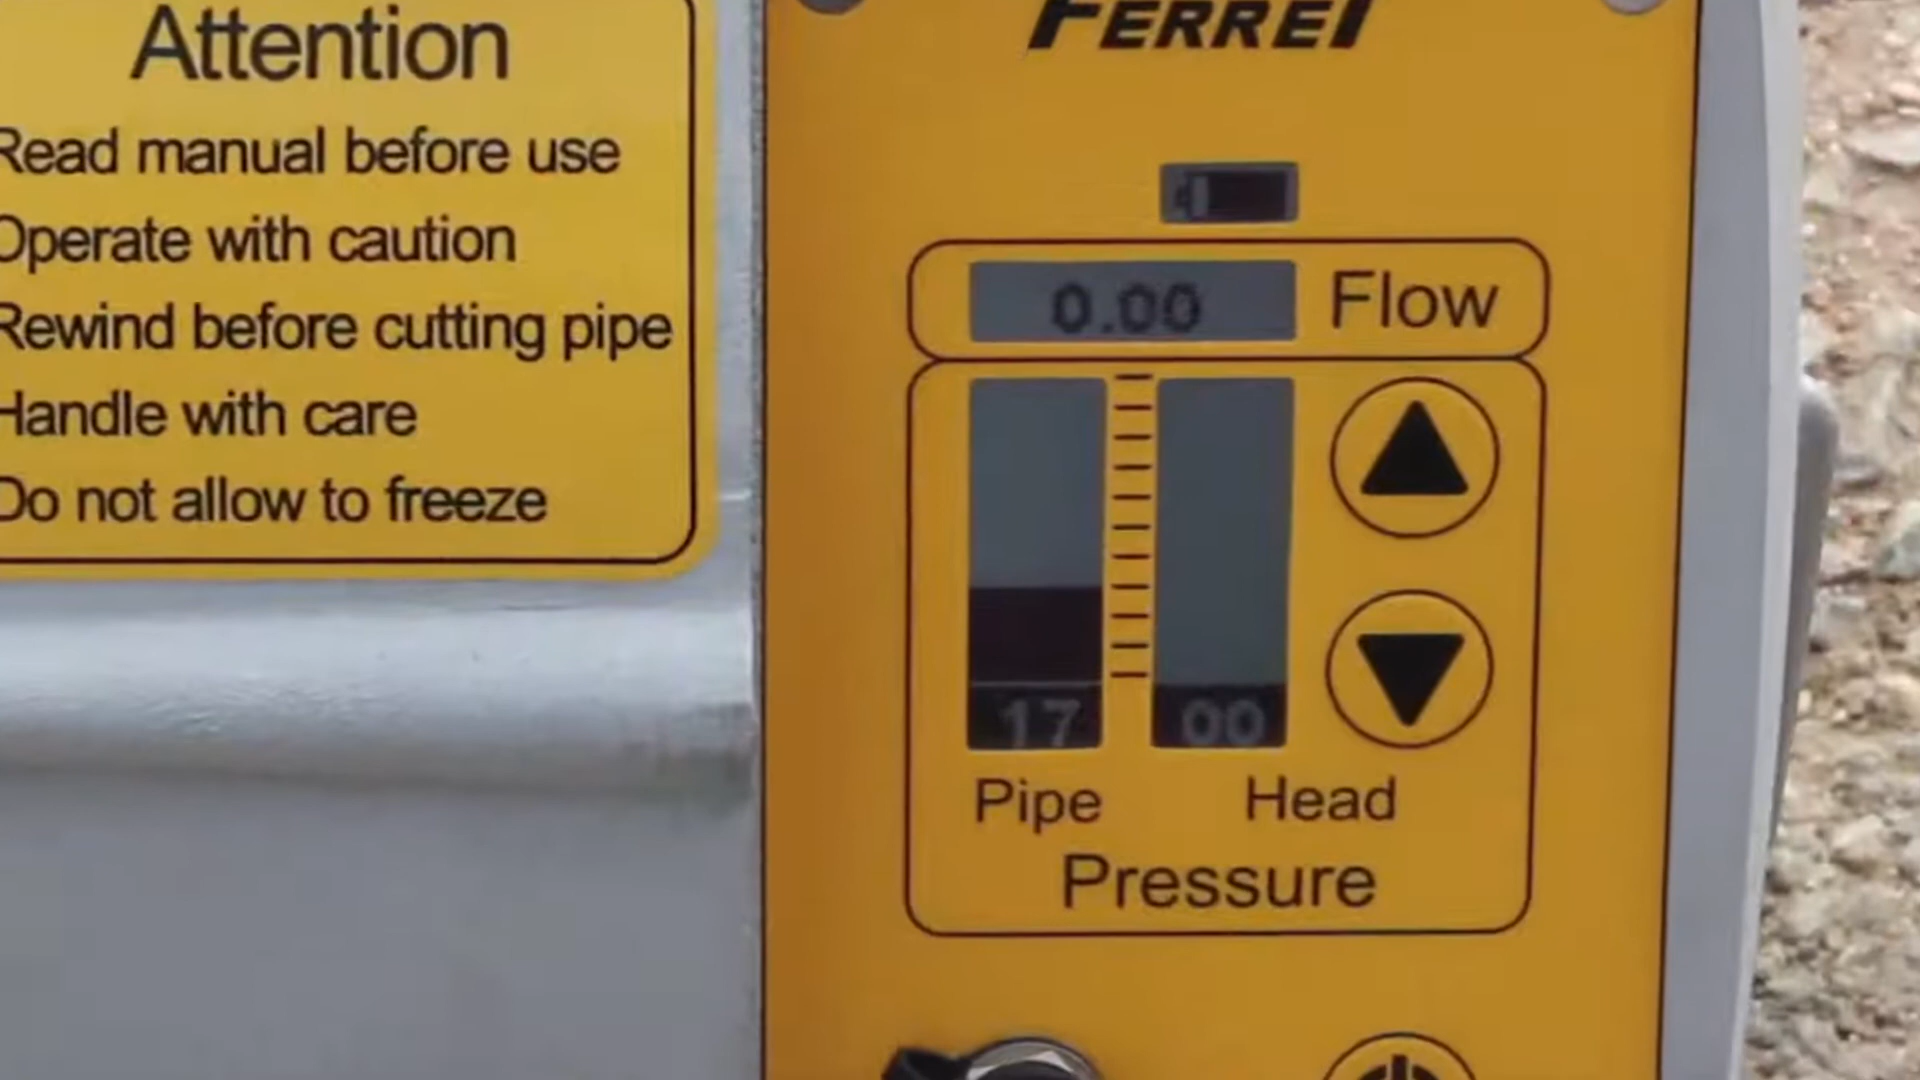 Attention
Read manual before use
Operate with caution
Rewind before cutting pipe
Handle with care
Do not allow to freeze
FERRET
0.00 Flow
17 00
Pipe Head
Pressure